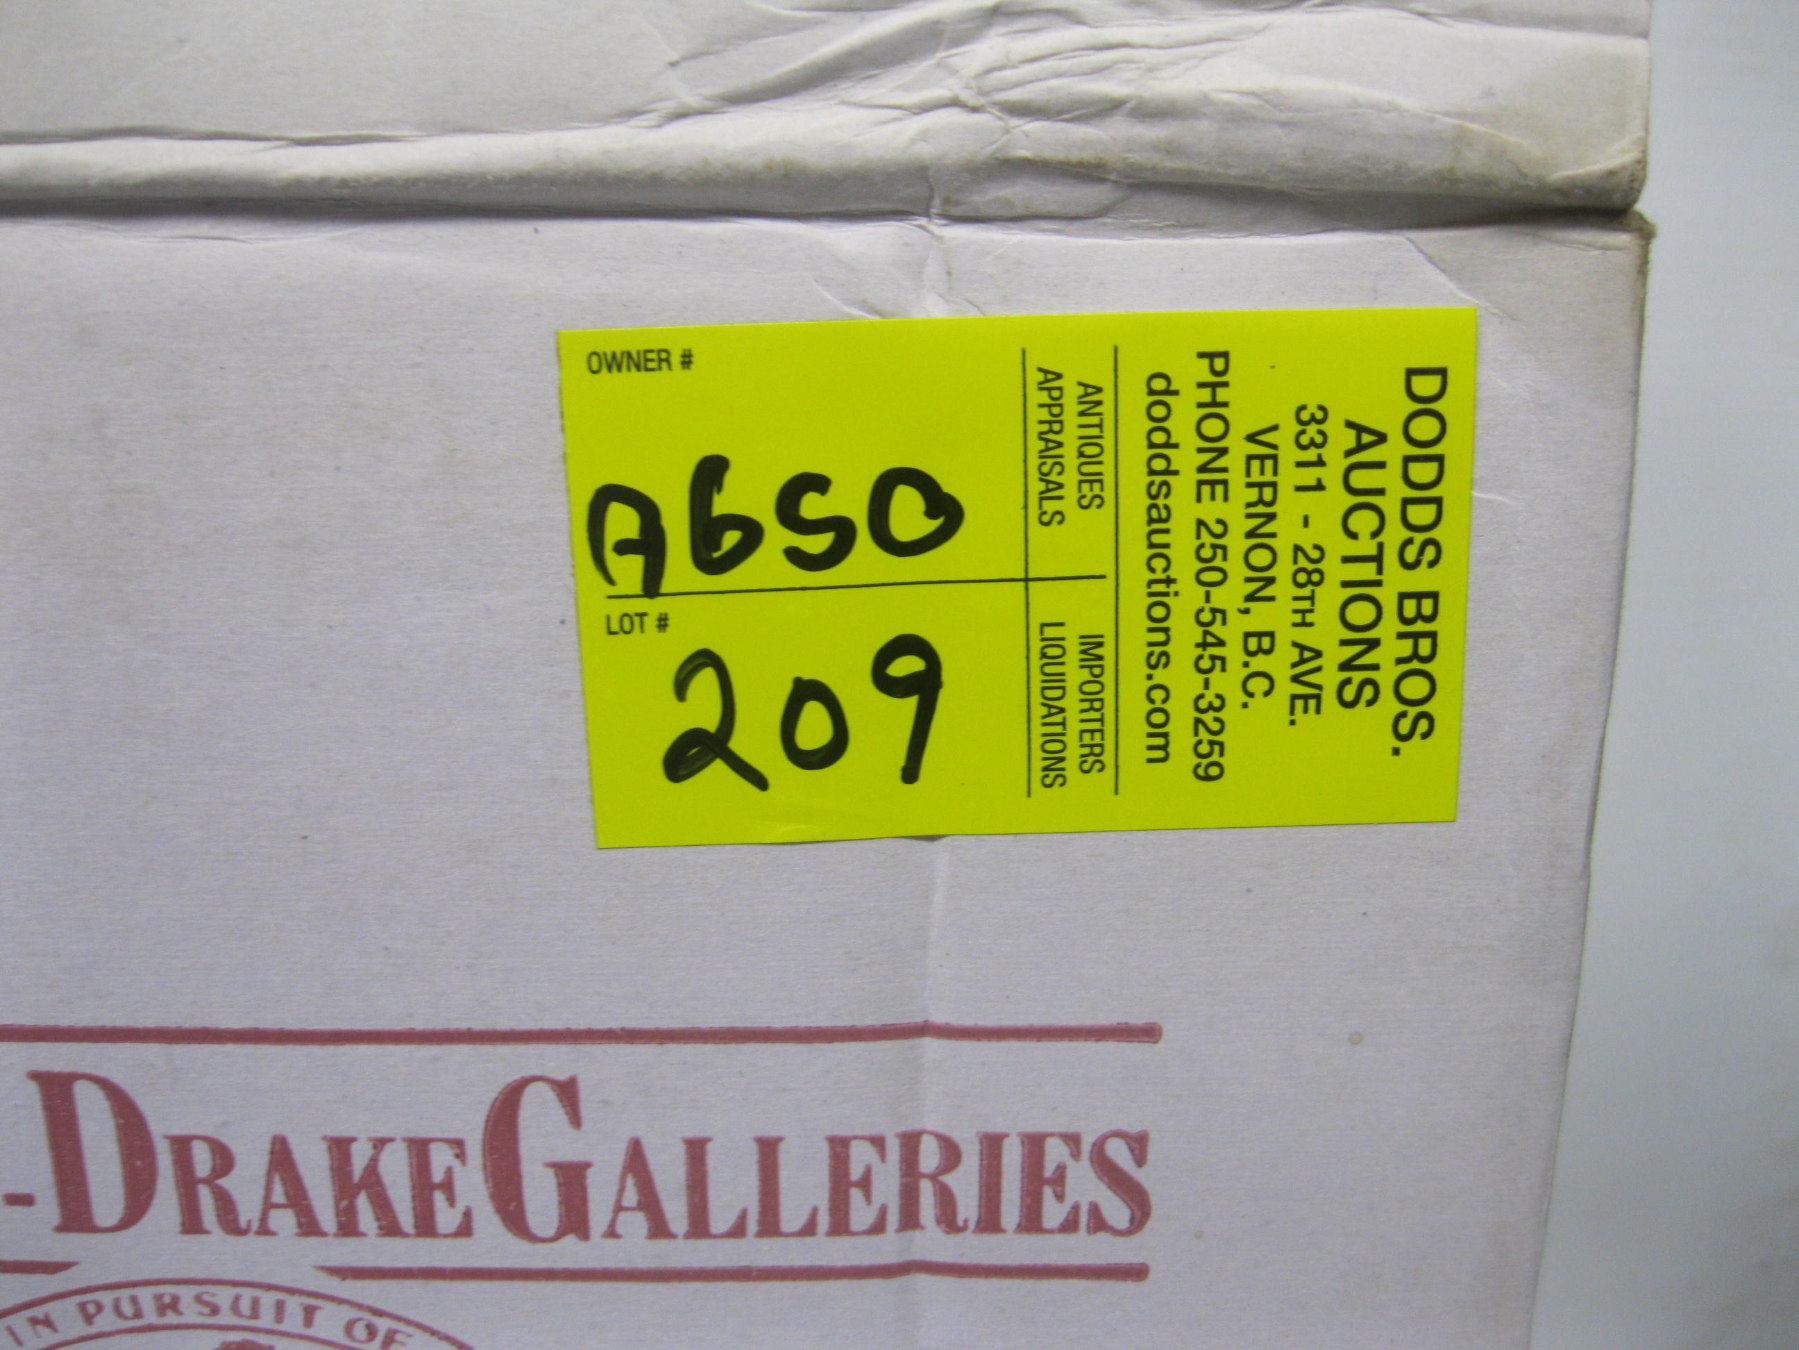 OWNER #
A650
LOT #
209
ANTIQUES
APPRAISALS
IMPORTERS
LIQUIDATIONS
DODDS BROS.
AUCTIONS
3311 - 28TH AVE.
VERNON, B.C.
PHONE 250-545-3259
doddsauctions.com
-DRAKE GALLERIES
IN PURSUIT OF